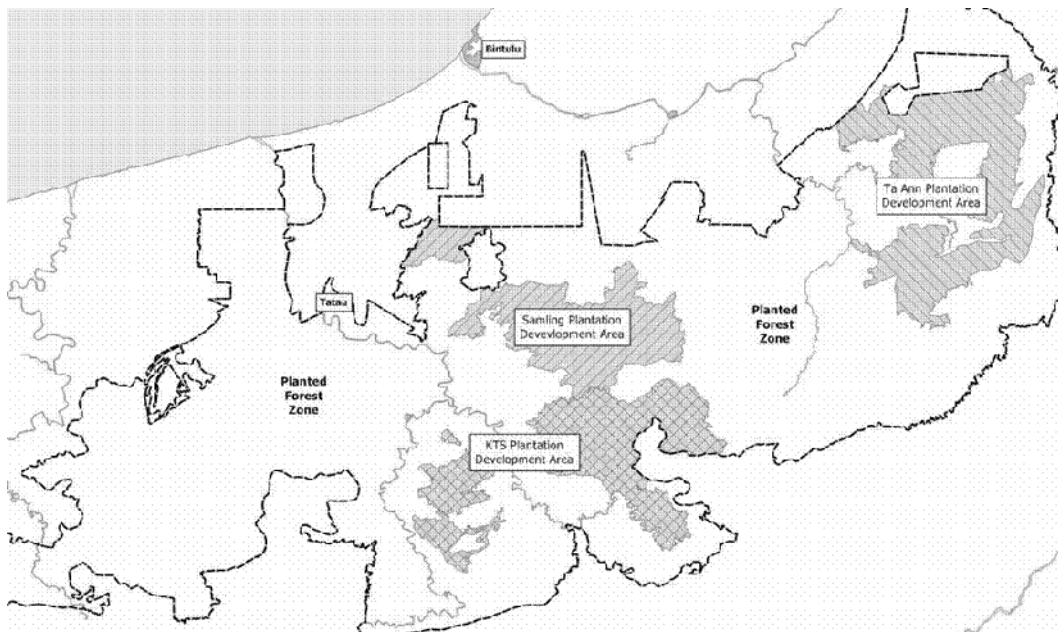 Bintulu
Ta Ann Plantation
Development Area
Tatau
Samling Plantation
Devevelopment Area
Planted
Forest
Zone
Planted
Forest
Zone
KTS Plantation
Development Area